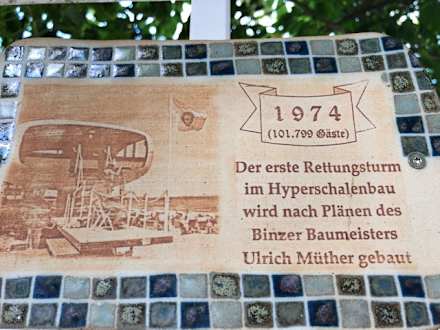 1974
(101.799 Gäste)
Der erste Rettungsturm
im Hyperschalenbau
wird nach Plänen des
Binzer Baumeisters
Ulrich Müther gebaut